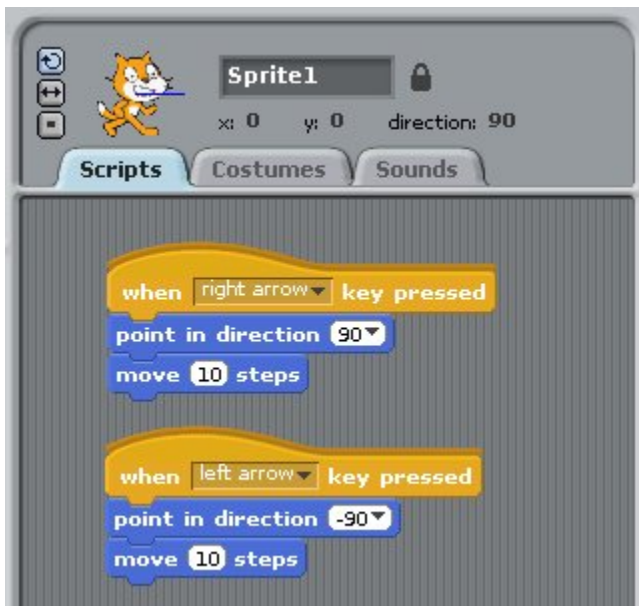 Sprite1
x: 0 y: 0 direction: 90
Scripts Costumes Sounds
when right arrow key pressed
point in direction 90
move 10 steps
when left arrow key pressed
point in direction -90
move 10 steps